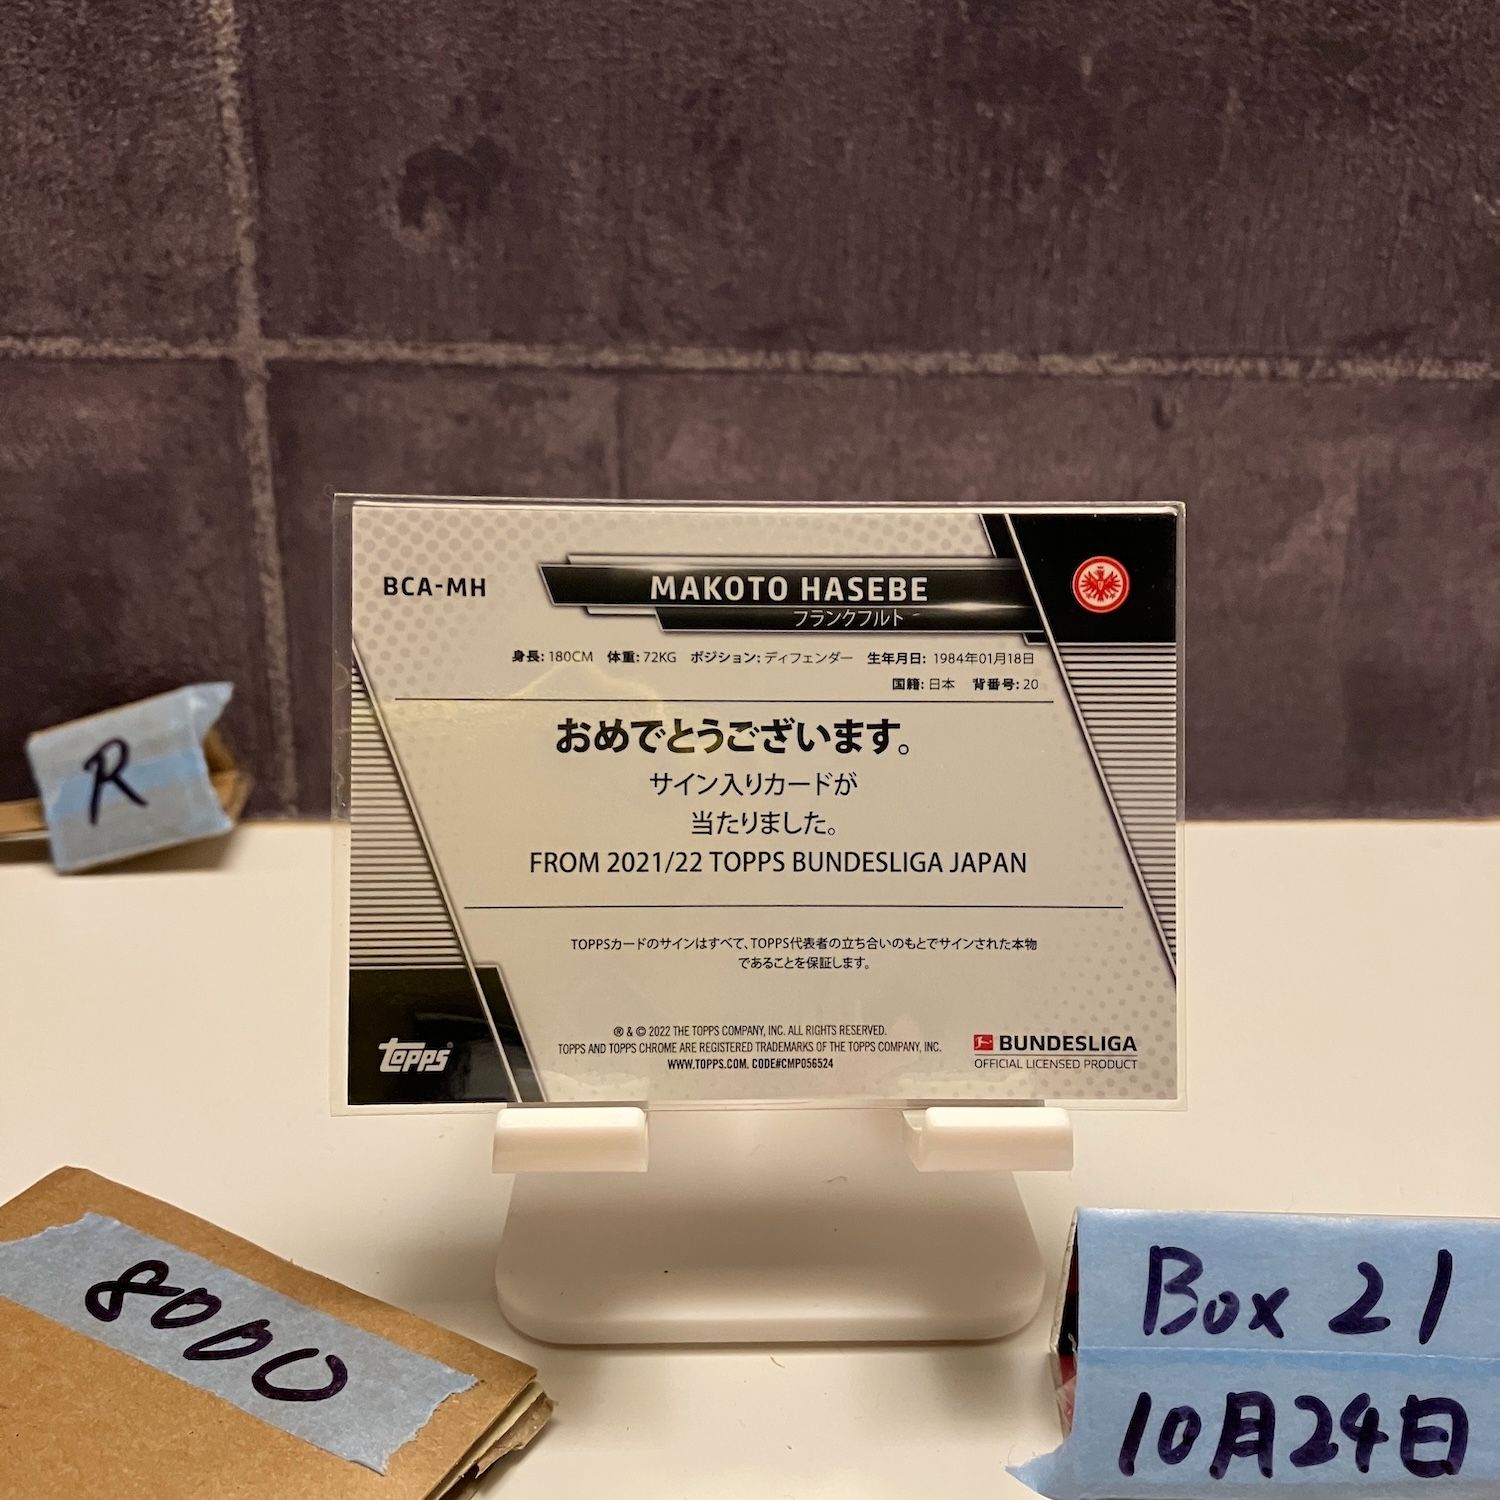 BCA-MH
MAKOTO HASEBE
フランクフルト
身長: 180CM 体重: 72KG ポジション: ディフェンダー 生年月日: 1984年01月18日
国籍: 日本 背番号: 20
おめでとうございます。
サイン入りカードが
当たりました。
FROM 2021/22 TOPPS BUNDESLIGA JAPAN
TOPPSカードのサインはすべて、TOPPS代表者の立ち合いのもとでサインされた本物
であることを保証します。
® & © 2022 THE TOPPS COMPANY, INC. ALL RIGHTS RESERVED.
TOPPS AND TOPPS CHROME ARE REGISTERED TRADEMARKS OF THE TOPPS COMPANY, INC.
WWW.TOPPS.COM. CODE#CMP056524
topps®
BUNDESLIGA
OFFICIAL LICENSED PRODUCT
R
8000
Box 21
10月24日